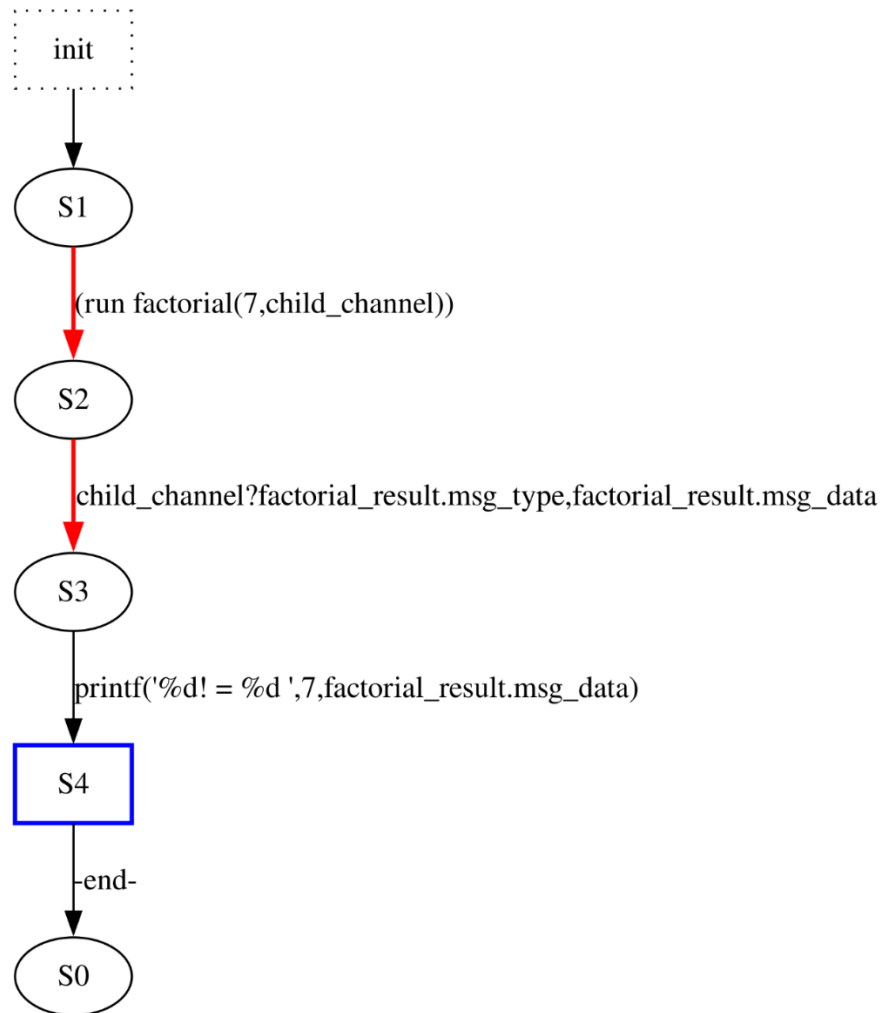 init
S1
(run factorial(7,child_channel))
S2
child_channel?factorial_result.msg_type,factorial_result.msg_data
S3
printf('%d! = %d ',7,factorial_result.msg_data)
S4
-end-
S0